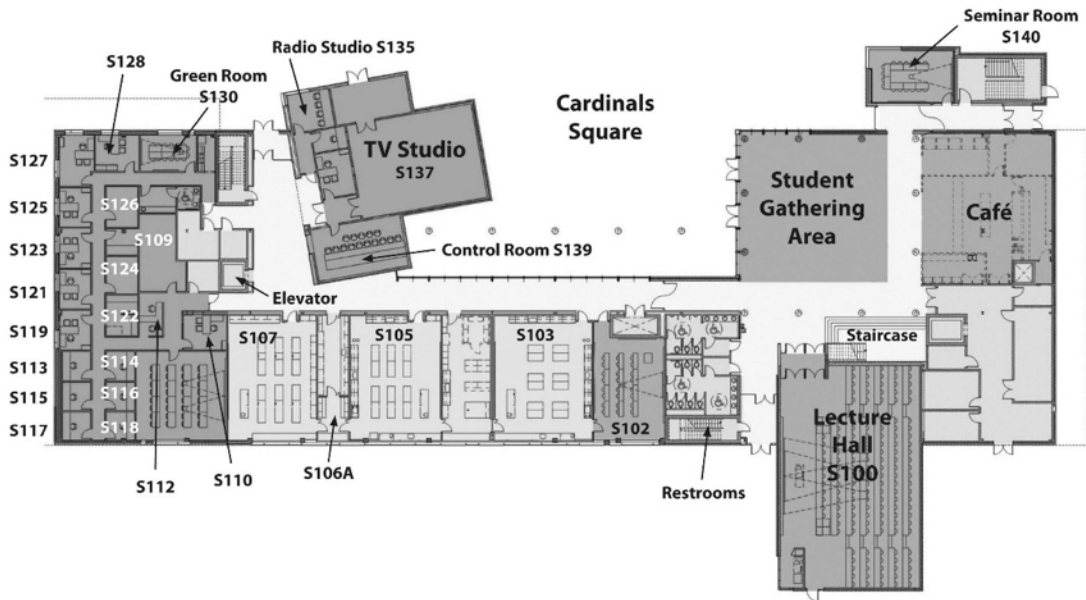 Seminar Room
S140
Radio Studio S135
S128
Green Room
S130
Cardinals
Square
TV Studio
S137
S127
S126
S125
S109
S123
S124
Control Room S139
Student
Gathering
Area
Café
S121
Elevator
S122
S119
S107
S105
S103
Staircase
S113
S114
S115
S116
S117
S118
S102
Lecture
Hall
S100
S112
S110
S106A
Restrooms